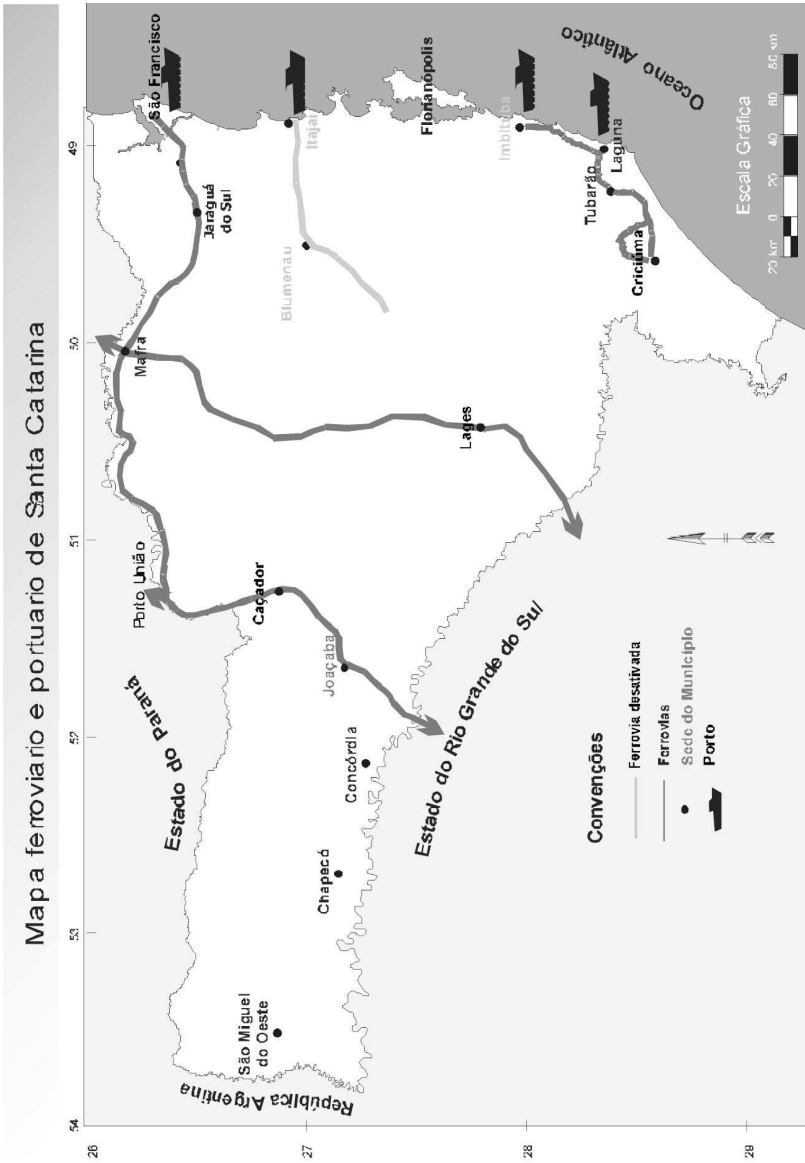 Mapa ferroviario e portuario de Santa Catarina
54
53
52
51
50
49
26
27
28
29
São Francisco
Jaraguá
do Sul
Mafra
Porto União
Itajaí
Blumenau
Florianópolis
Caçador
Joaçaba
Concórdia
Chapecó
São Miguel
do Oeste
Lages
Imbituba
Laguna
Tubarão
Criciúma
Estado do Paraná
República Argentina
Estado do Rio Grande do Sul
Oceano Atlântico
Convenções
Ferrovia desativada
Ferrovias
Sede do Município
Porto
Escala Gráfica
20 km 0 20 40 60 80 km